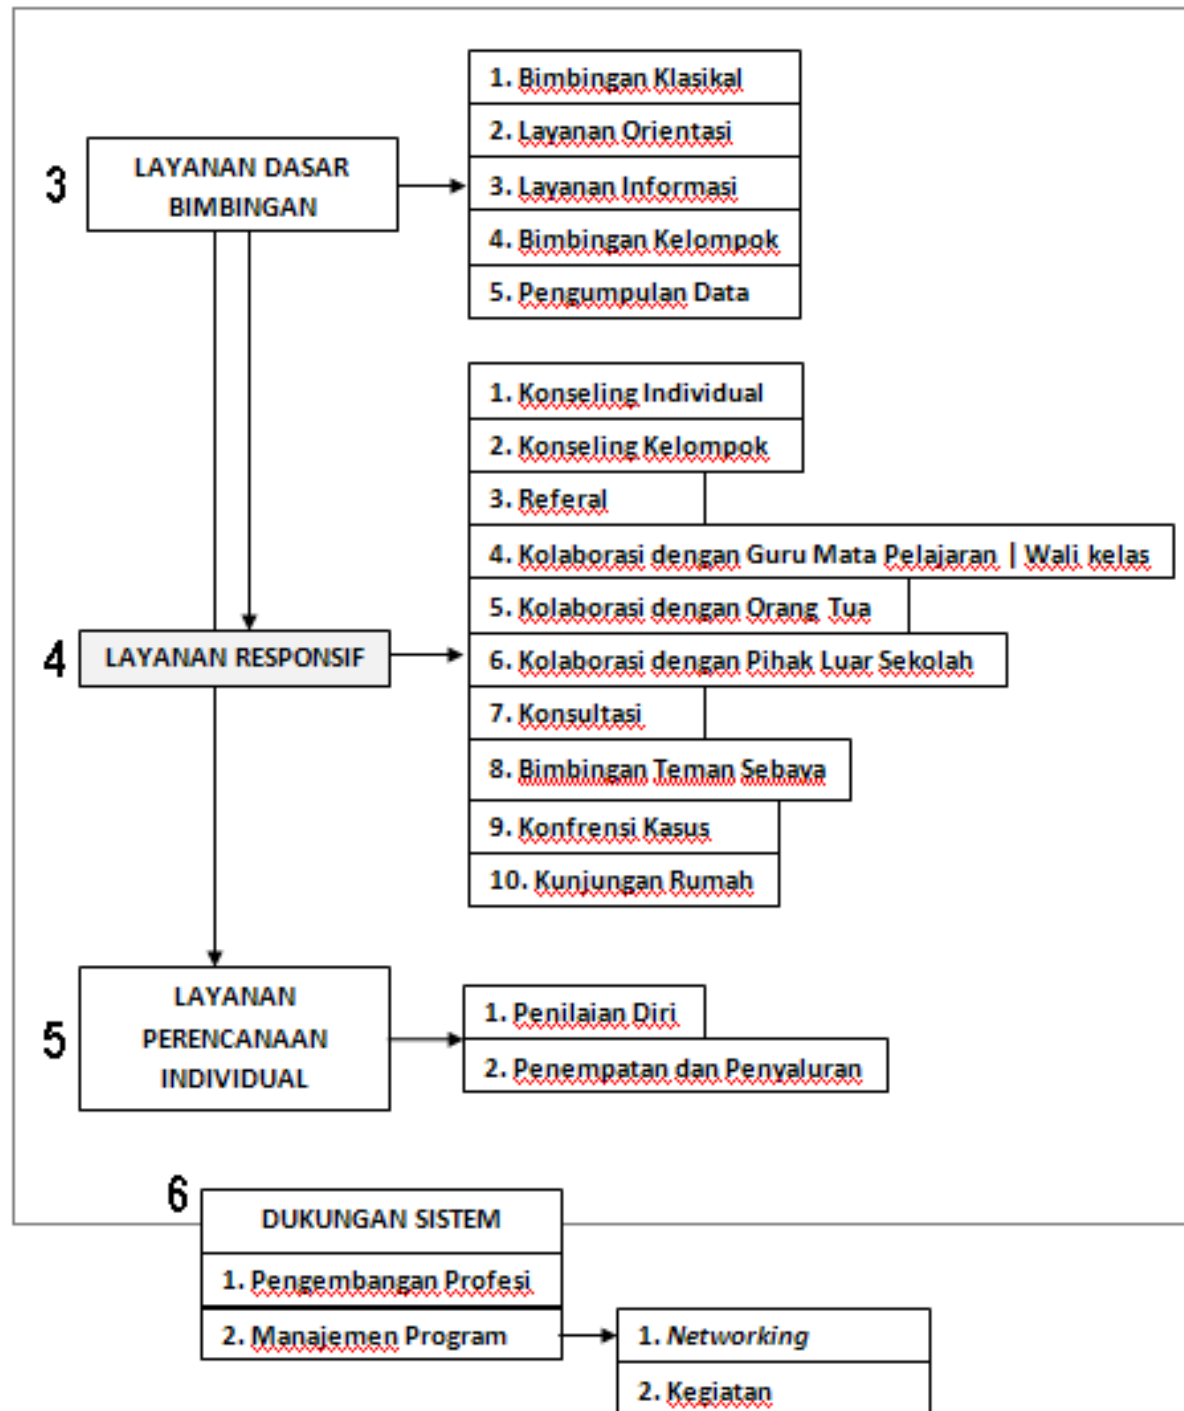 3
LAYANAN DASAR
BIMBINGAN
1. Bimbingan Klasikal
2. Layanan Orientasi
3. Layanan Informasi
4. Bimbingan Kelompok
5. Pengumpulan Data
4
LAYANAN RESPONSIF
1. Konseling Individual
2. Konseling Kelompok
3. Referal
4. Kolaborasi dengan Guru Mata Pelajaran | Wali kelas
5. Kolaborasi dengan Orang Tua
6. Kolaborasi dengan Pihak Luar Sekolah
7. Konsultasi
8. Bimbingan Teman Sebaya
9. Konfrensi Kasus
10. Kunjungan Rumah
5
LAYANAN
PERENCANAAN
INDIVIDUAL
1. Penilaian Diri
2. Penempatan dan Penyaluran
6
DUKUNGAN SISTEM
1. Pengembangan Profesi
2. Manajemen Program
1. Networking
2. Kegiatan